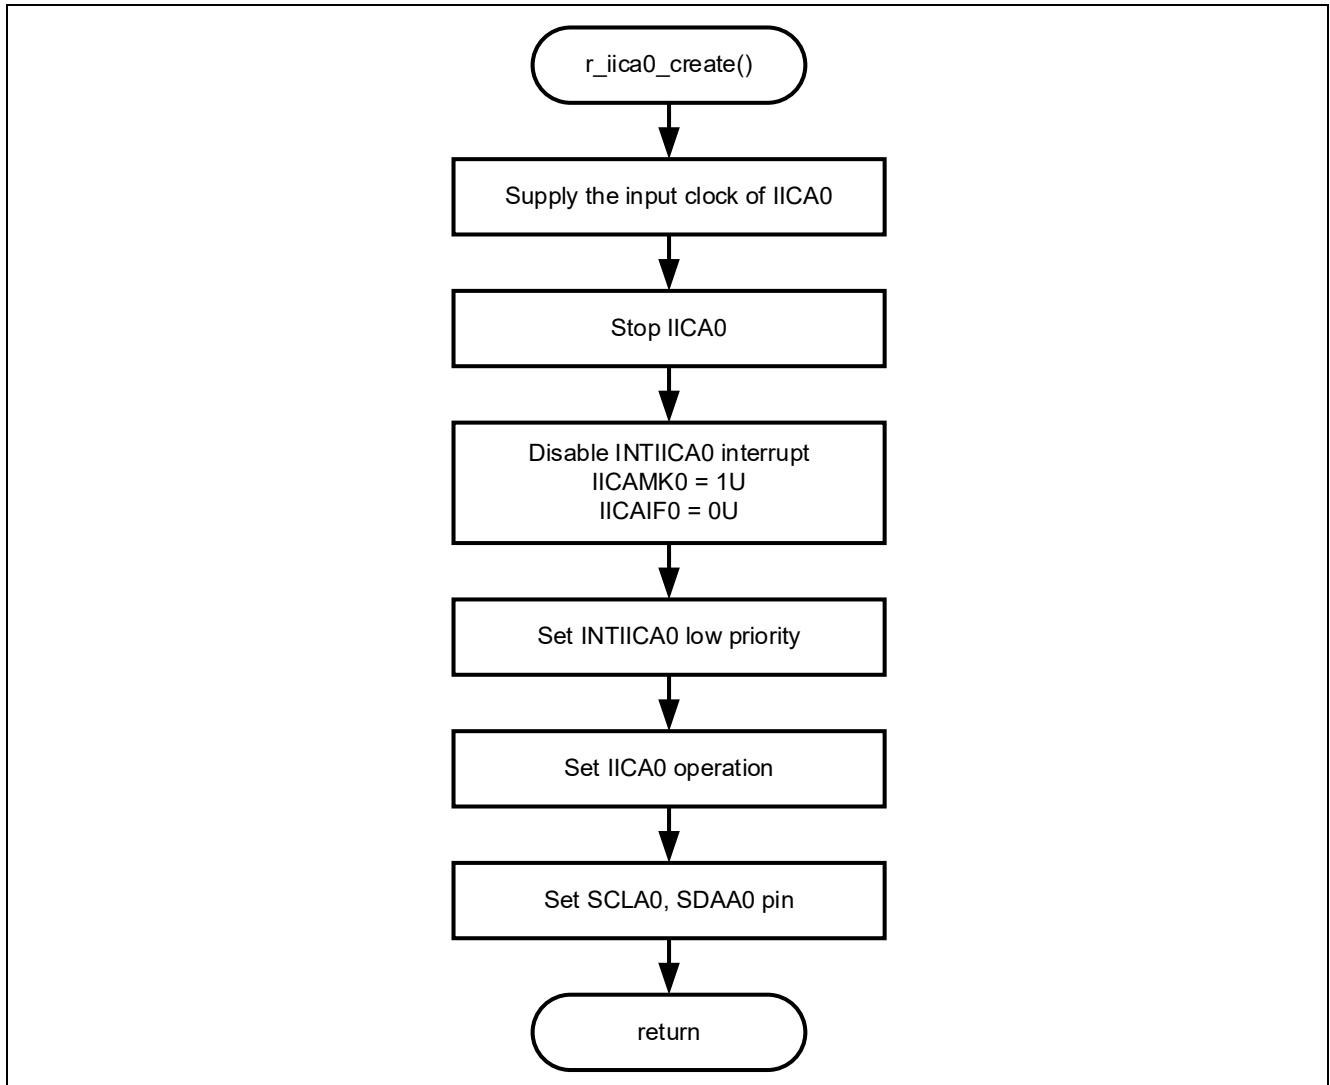 r_iica0_create()
Supply the input clock of IICA0
Stop IICA0
Disable INTIICA0 interrupt
IICAMK0 = 1U
IICAIF0 = 0U
Set INTIICA0 low priority
Set IICA0 operation
Set SCLA0, SDAA0 pin
return